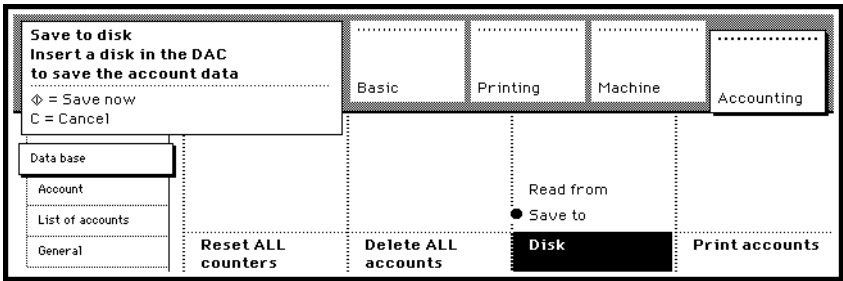 Save to disk
Insert a disk in the DAC
to save the account data
= Save now
C = Cancel
Basic
Printing
Machine
Accounting
Data base
Account
List of accounts
General
Read from
Save to
Reset ALL
counters
Delete ALL
accounts
Disk
Print accounts